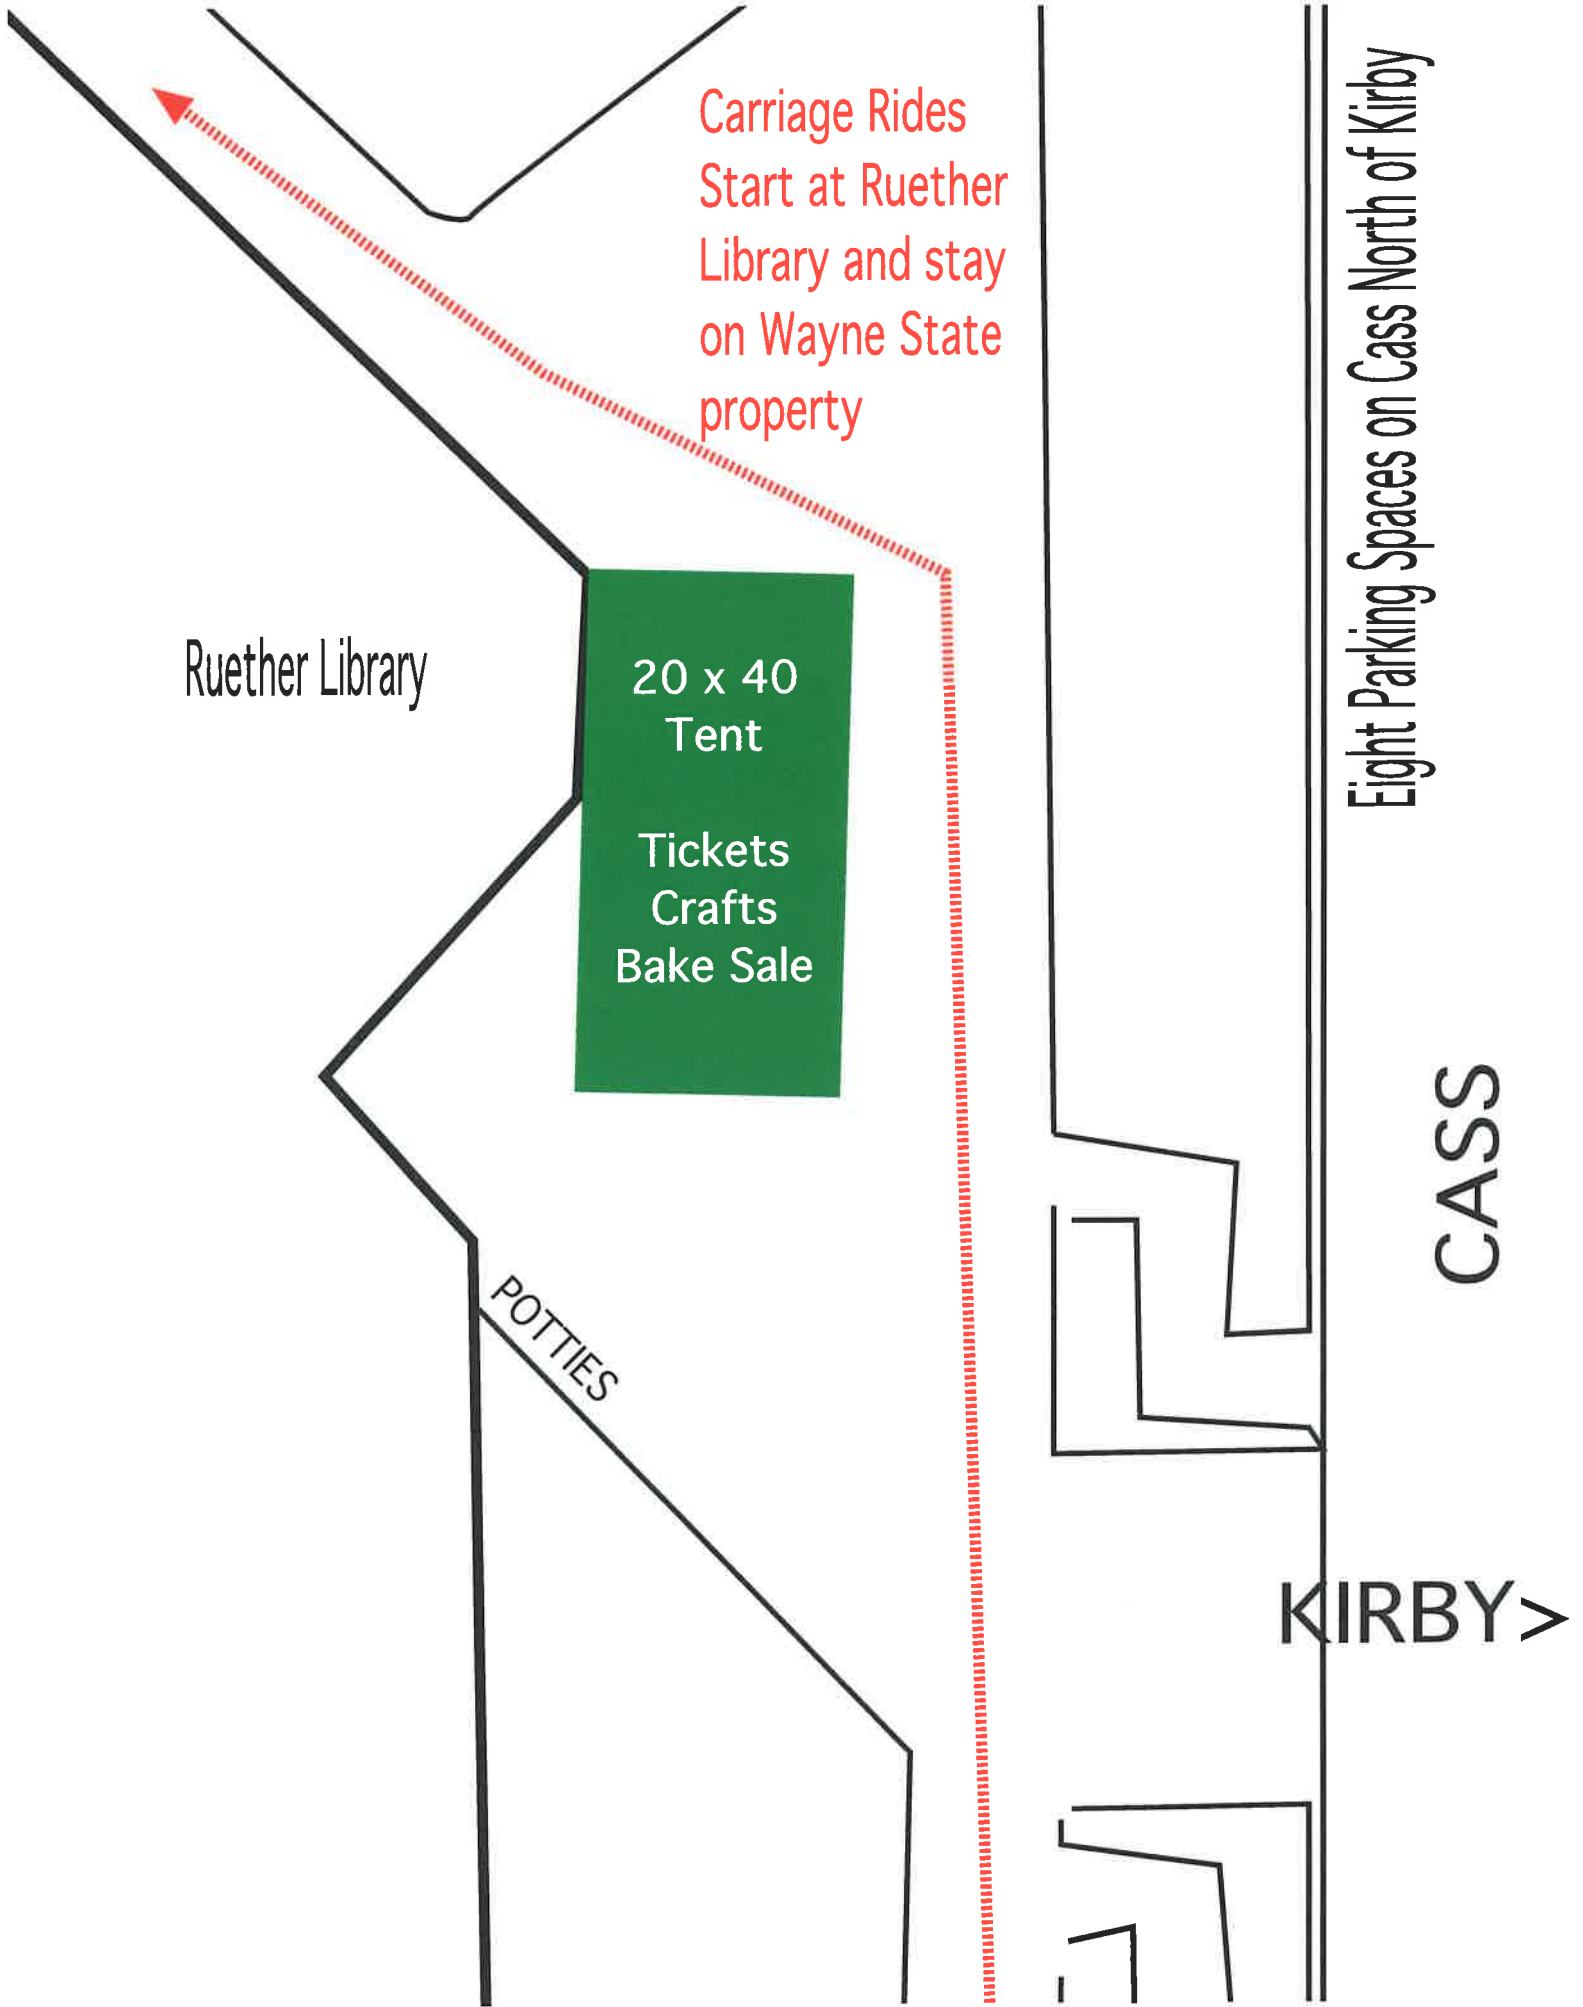 Carriage Rides
Start at Ruether
Library and stay
on Wayne State
property
Eight Parking Spaces on Cass North of Kirby
Ruether Library
20 x 40
Tent
Tickets
Crafts
Bake Sale
CASS
POTTIES
KIRBY>